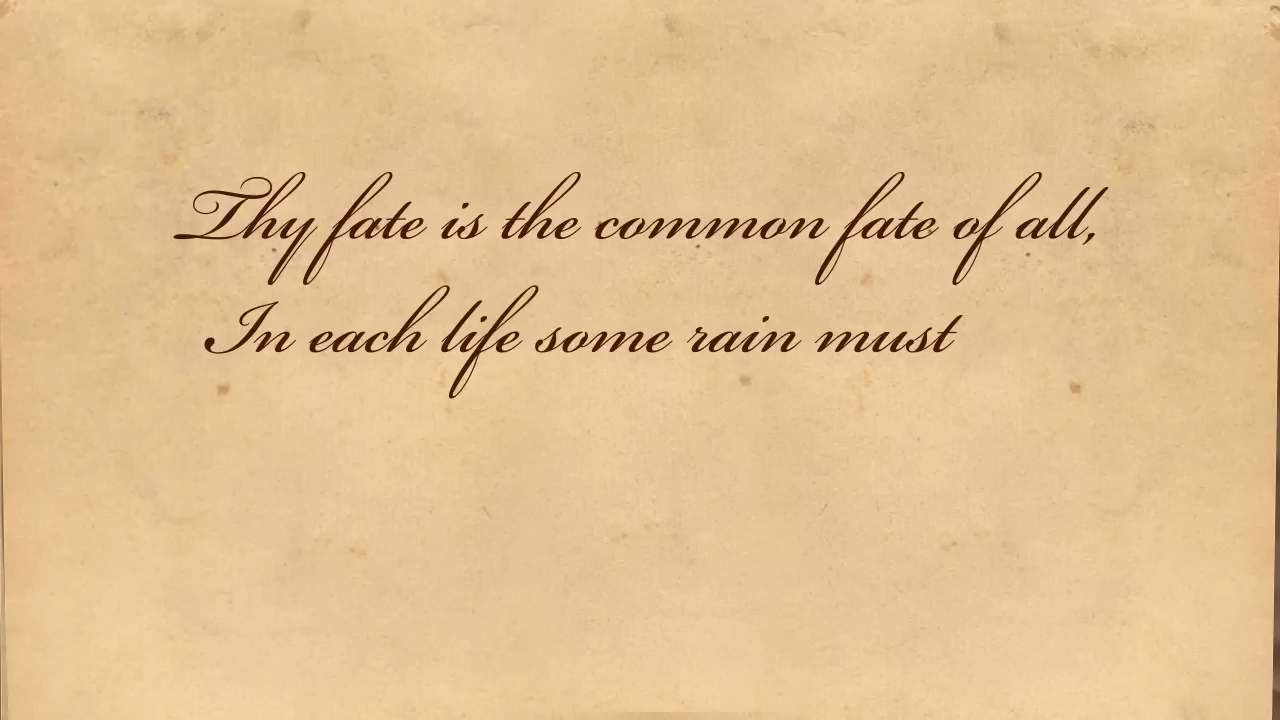 Thy fate is the common fate of all,
In each life some rain must